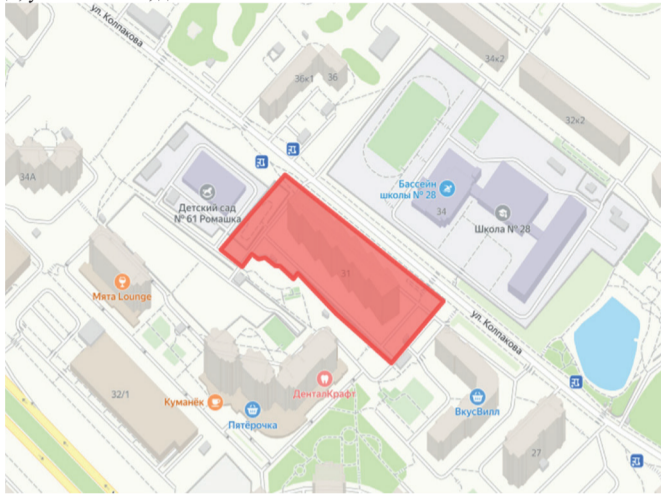 ул. Колпакова
34к2
36к1
36
32к2
34А
Детский сад
№ 61 Ромашка
Бассейн
школы № 28
34
Школа № 28
31
Мята Lounge
ул. Колпакова
32/1
Куманёк
Пятёрочка
ДенталКрафт
ВкусВилл
27